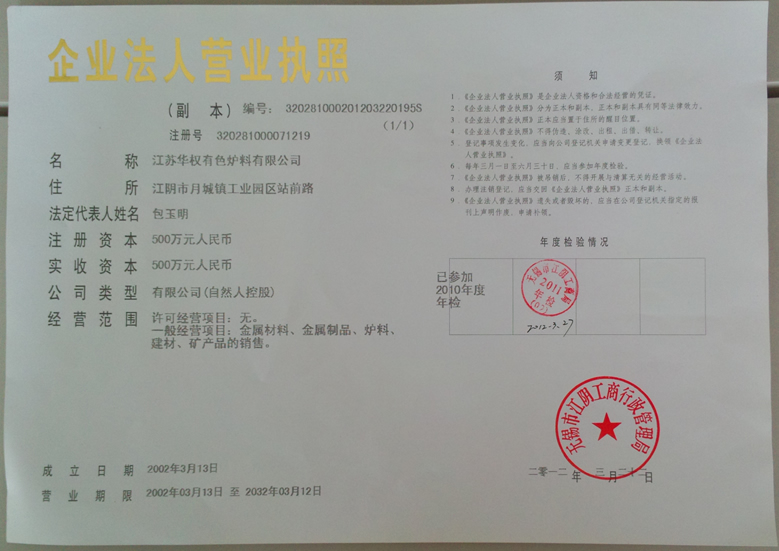 企业法人营业执照
（副 本） 编号： 320281000201203220195S
（1/1）
注册号 320281000071219
名 称 江苏华权有色炉料有限公司
住 所 江阴市月城镇工业园区站前路
法定代表人姓名 包玉明
注册资本 500万元人民币
实收资本 500万元人民币
公司类型 有限公司(自然人控股)
经营范围 许可经营项目：无。
一般经营项目：金属材料、金属制品、炉料、
建材、矿产品的销售。
成立日期 2002年3月13日
营业期限 2002年03月13日 至 2032年03月12日
须 知
1．《企业法人营业执照》是企业法人资格和合法经营的凭证。
2．《企业法人营业执照》分为正本和副本，正本和副本具有同等法律效力。
3．《企业法人营业执照》正本应当置于住所的醒目位置。
4．《企业法人营业执照》不得伪造、涂改、出租、出借、转让。
5．登记事项发生变化，应当向公司登记机关申请变更登记，换领《企业法
人营业执照》。
6．每年三月一日至六月三十日，应当参加年度检验。
7．《企业法人营业执照》被吊销后，不得开展与清算无关的经营活动。
8．办理注销登记，应当交回《企业法人营业执照》正本和副本。
9．《企业法人营业执照》遗失或者毁坏的，应当在公司登记机关指定的报
刊上声明作废，申请补领。
年度检验情况
已参加
2010年度
年检
无锡市江阴工商局
2011
年检
2012.3.27
无锡市江阴工商行政管理局
二〇一二 年 三 月 二十二 日